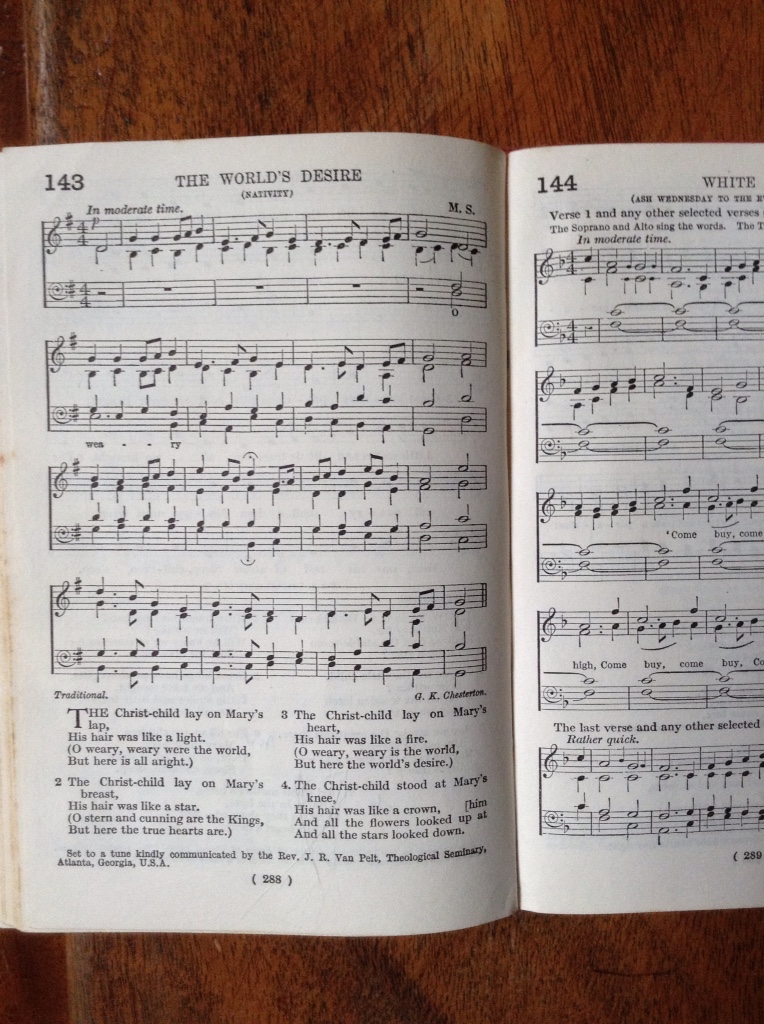 143
THE WORLD'S DESIRE
(NATIVITY)
In moderate time.
M. S.
p
wea - - ry
Traditional.
G. K. Chesterton.
THE Christ-child lay on Mary's
lap,
His hair was like a light.
(O weary, weary were the world,
But here is all aright.)
2 The Christ-child lay on Mary's
breast,
His hair was like a star.
(O stern and cunning are the Kings,
But here the true hearts are.)
3 The Christ-child lay on Mary's
heart,
His hair was like a fire.
(O weary, weary is the world,
But here the world's desire.)
4. The Christ-child stood at Mary's
knee,
His hair was like a crown, [him
And all the flowers looked up at
And all the stars looked down.
Set to a tune kindly communicated by the Rev. J. R. Van Pelt, Theological Seminary,
Atlanta, Georgia, U.S.A.
( 288 )
144
WHITE
(ASH WEDNESDAY TO THE
Verse 1 and any other selected verses
The Soprano and Alto sing the words. The
In moderate time.
'Come buy, come
high, Come buy, come buy,
The last verse and any other selected
Rather quick.
( 289